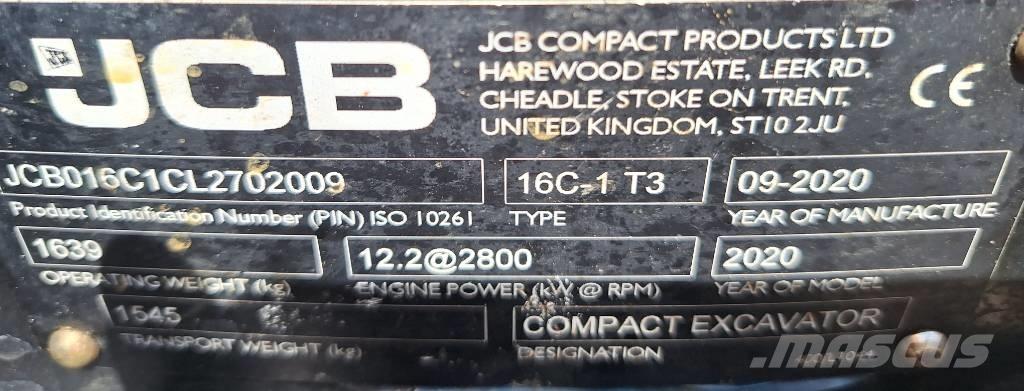 JCB
JCB COMPACT PRODUCTS LTD
HAREWOOD ESTATE, LEEK RD,
CHEADLE, STOKE ON TRENT,
UNITED KINGDOM, ST10 2JU
CE
JCB016C1CL2702009 16C-1 T3 09-2020
Product Identification Number (PIN) ISO 10261 TYPE YEAR OF MANUFACTURE
1639 12.2@2800 2020
OPERATING WEIGHT (kg) ENGINE POWER (kW @ RPM) YEAR OF MODEL
1545 COMPACT EXCAVATOR
TRANSPORT WEIGHT (kg) DESIGNATION
mascus